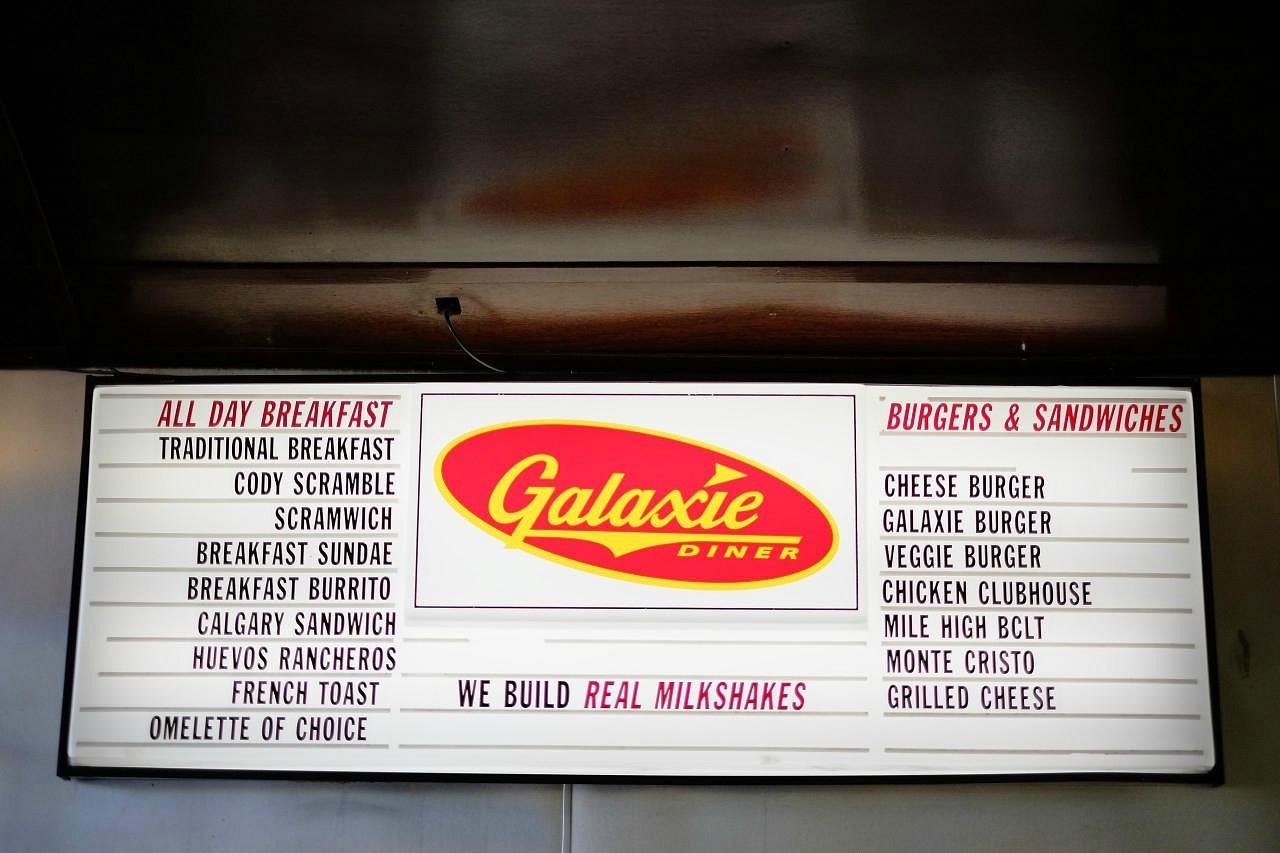 ALL DAY BREAKFAST
TRADITIONAL BREAKFAST
CODY SCRAMBLE
SCRAMWICH
BREAKFAST SUNDAE
BREAKFAST BURRITO
CALGARY SANDWICH
HUEVOS RANCHEROS
FRENCH TOAST
OMELETTE OF CHOICE
Galaxie
DINER
WE BUILD REAL MILKSHAKES
BURGERS & SANDWICHES
CHEESE BURGER
GALAXIE BURGER
VEGGIE BURGER
CHICKEN CLUBHOUSE
MILE HIGH BCLT
MONTE CRISTO
GRILLED CHEESE